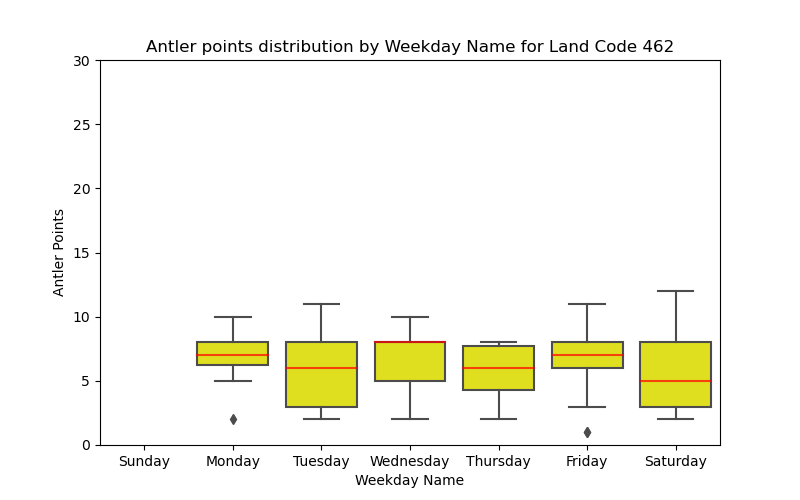 Antler points distribution by Weekday Name for Land Code 462
30
25
20
15
10
5
0
Antler Points
Sunday Monday Tuesday Wednesday Thursday Friday Saturday
Weekday Name